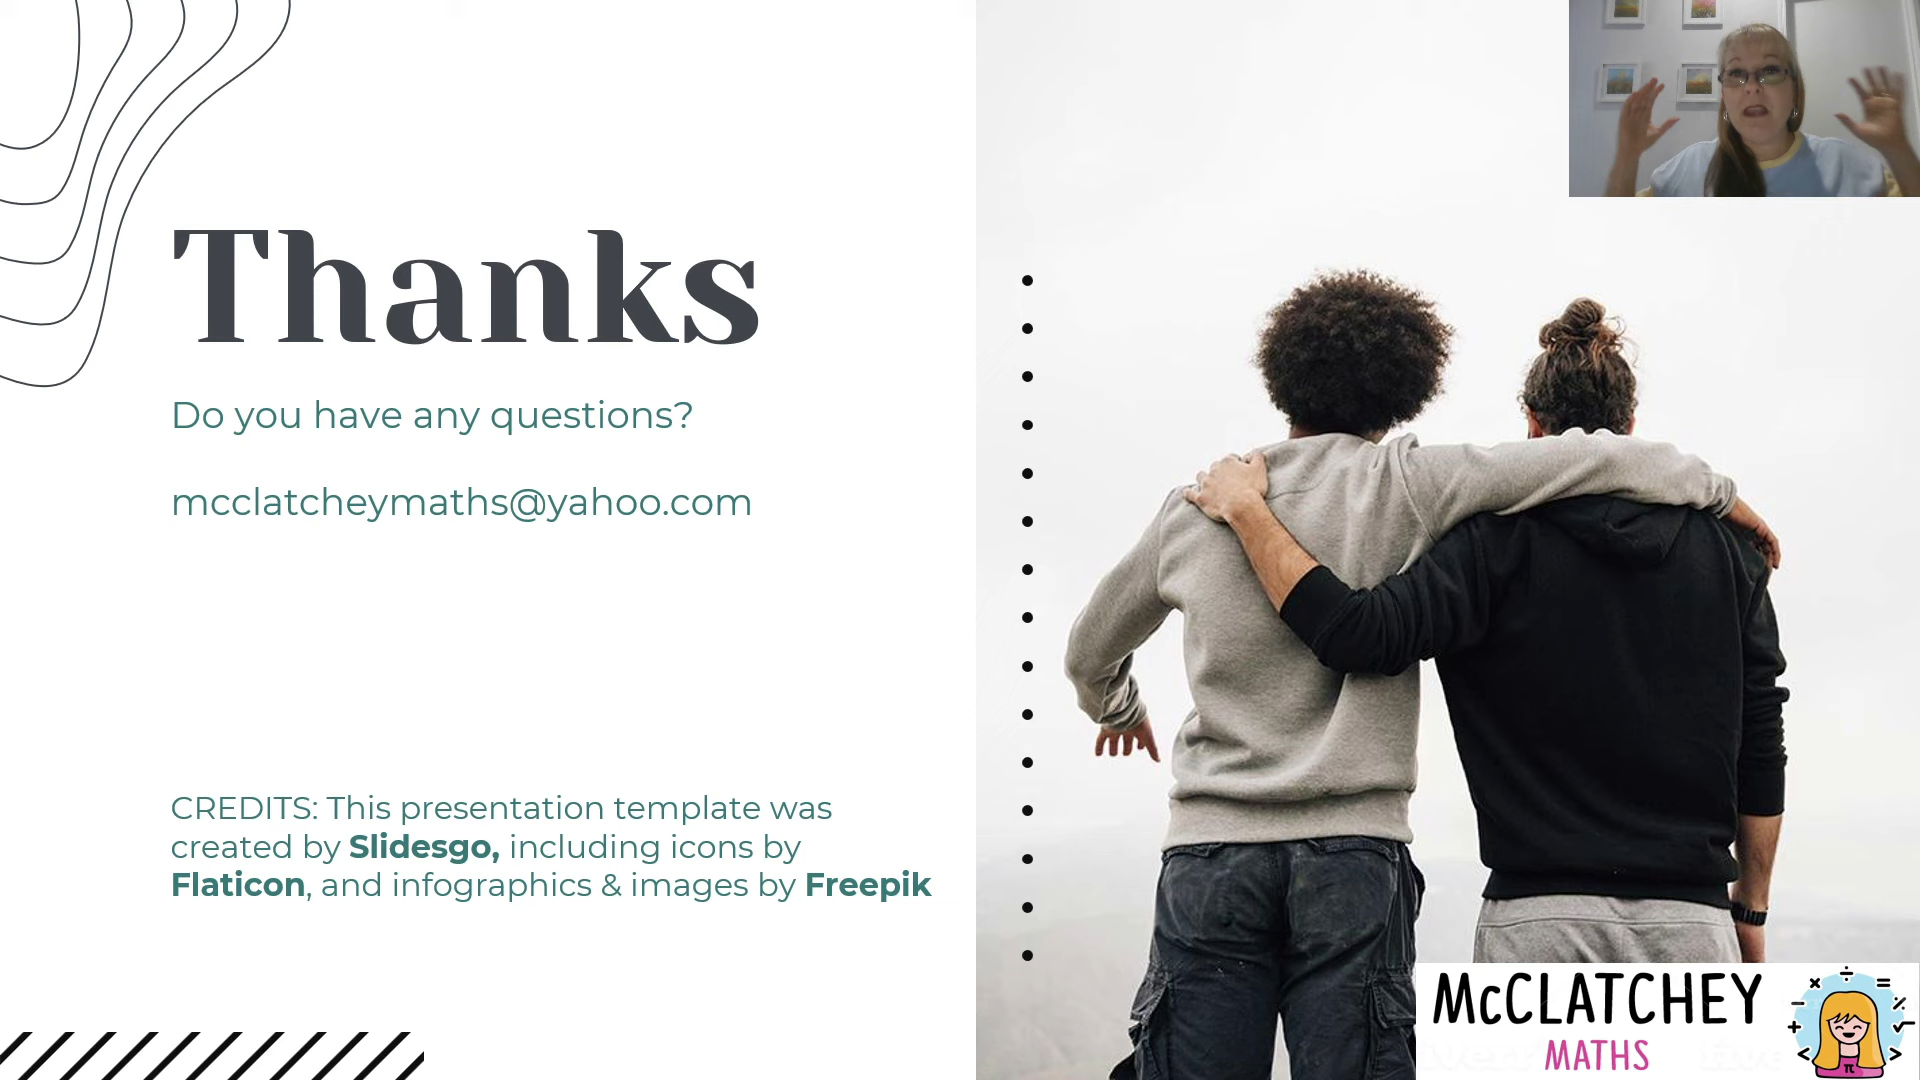 Thanks
Do you have any questions?
mcclatcheymaths@yahoo.com
CREDITS: This presentation template was
created by Slidesgo, including icons by
Flaticon, and infographics & images by Freepik
McCLATCHEY
MATHS
π